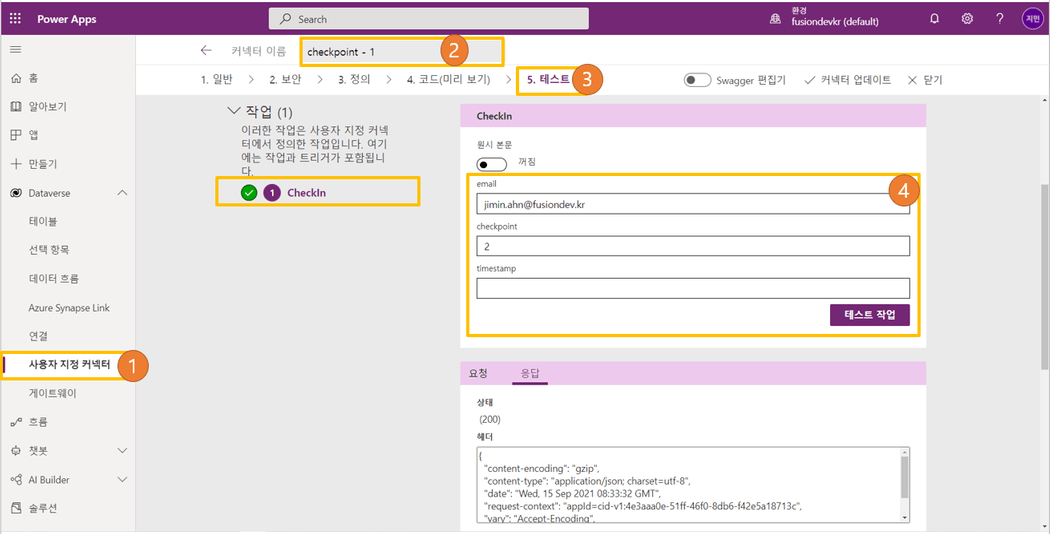 Power Apps
Search
환경
fusiondevkr (default)
?
지민
커넥터 이름
checkpoint - 1
2
1. 일반 > 2. 보안 > 3. 정의 > 4. 코드(미리 보기) > 5. 테스트
3
Swagger 편집기
커넥터 업데이트
닫기
홈
알아보기
앱
만들기
Dataverse
테이블
선택 항목
데이터 흐름
Azure Synapse Link
연결
사용자 지정 커넥터
1
게이트웨이
흐름
챗봇
AI Builder
솔루션
작업 (1)
이러한 작업은 사용자 지정 커넥
터에서 정의한 작업입니다. 여기
에는 작업과 트리거가 포함됩니
다.
1 CheckIn
CheckIn
원시 본문
꺼짐
email
4
jimin.ahn@fusiondev.kr
checkpoint
2
timestamp
테스트 작업
요청
응답
상태
(200)
헤더
{
"content-encoding": "gzip",
"content-type": "application/json; charset=utf-8",
"date": "Wed, 15 Sep 2021 08:33:32 GMT",
"request-context": "appId=cid-v1:4e3aaa0e-51ff-46f0-8db6-f42e5a18713c",
"vary": "Accept-Encoding",